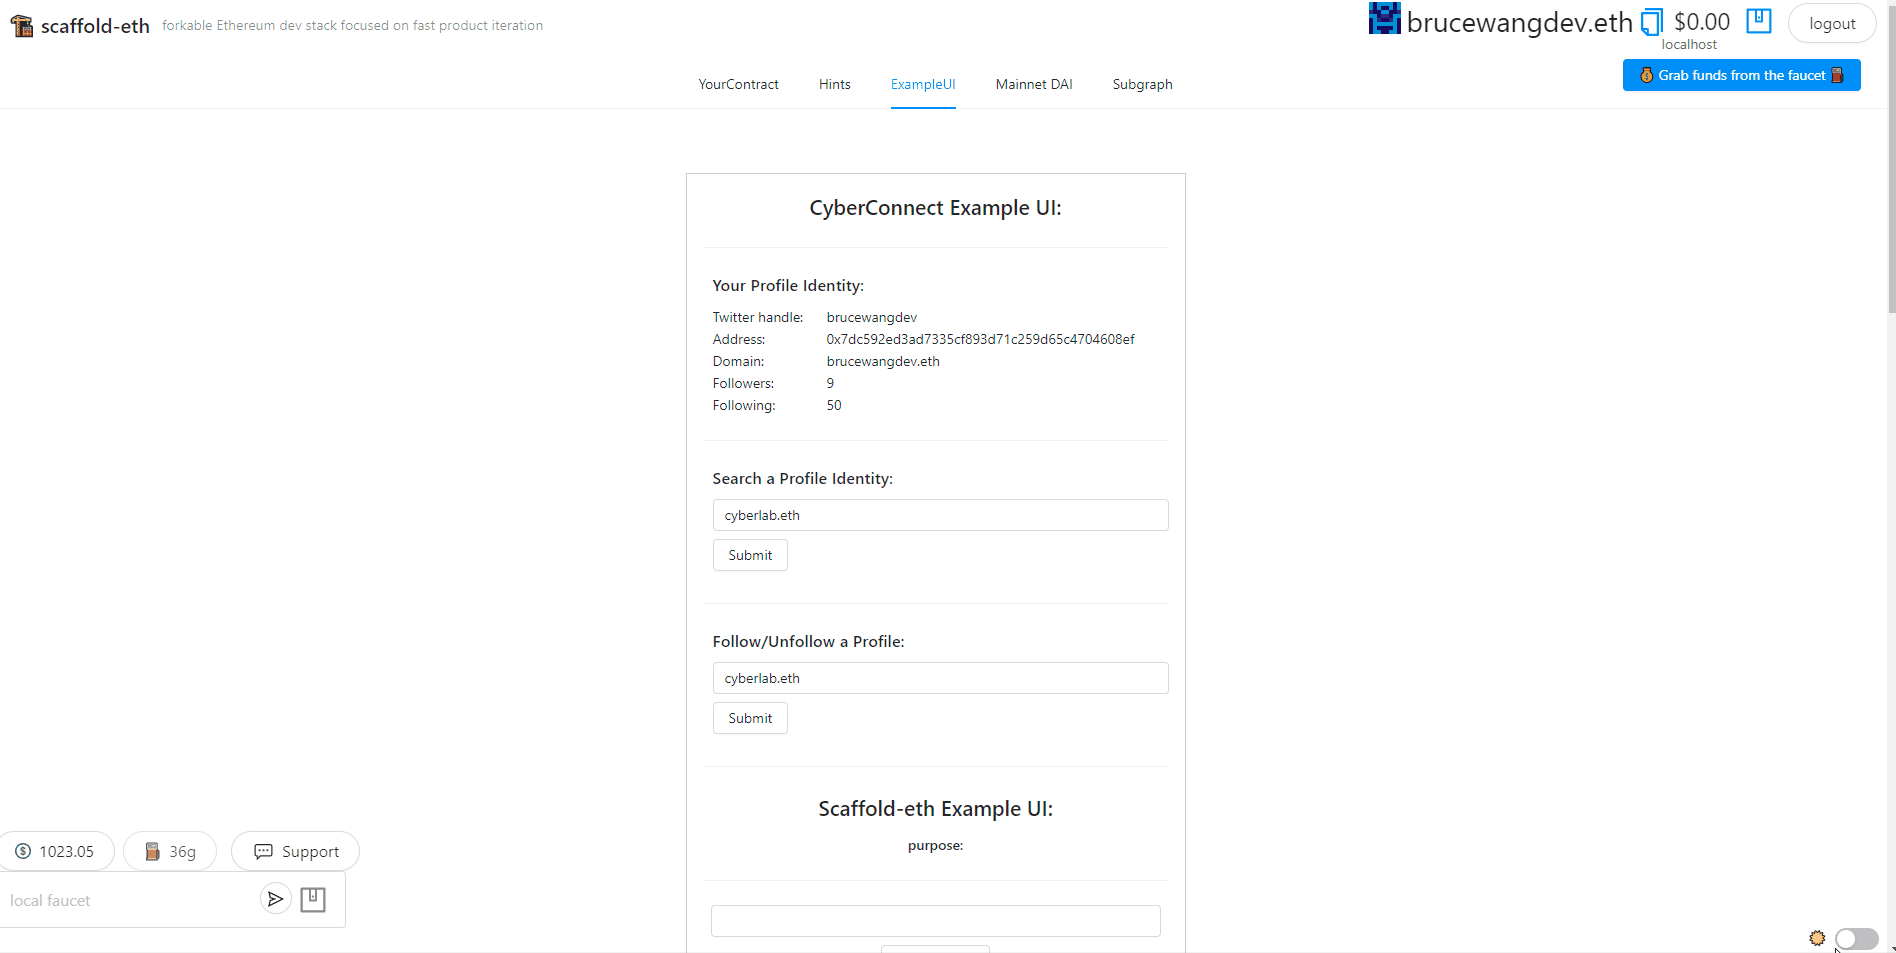 scaffold-eth forkable Ethereum dev stack focused on fast product iteration
brucewangdev.eth $0.00 logout
localhost
Grab funds from the faucet
YourContract Hints ExampleUI Mainnet DAI Subgraph
CyberConnect Example UI:
Your Profile Identity:
Twitter handle: brucewangdev
Address: 0x7dc592ed3ad7335cf893d71c259d65c4704608ef
Domain: brucewangdev.eth
Followers: 9
Following: 50
Search a Profile Identity:
cyberlab.eth
Submit
Follow/Unfollow a Profile:
cyberlab.eth
Submit
Scaffold-eth Example UI:
purpose:
1023.05 36g Support
local faucet